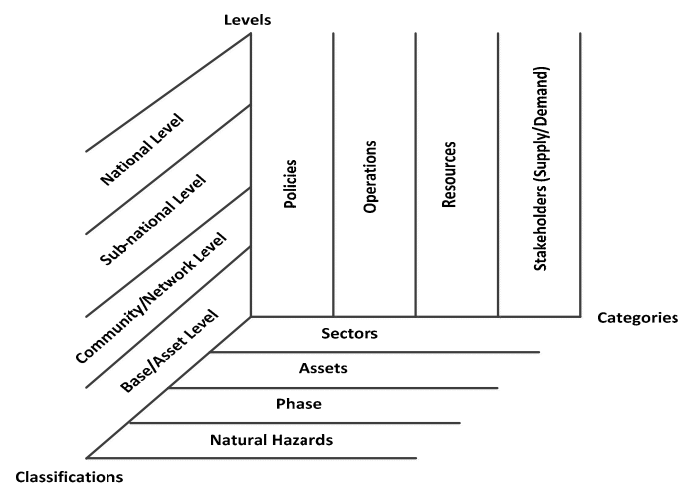 Levels
National Level
Sub-national Level
Community/Network Level
Base/Asset Level
Policies
Operations
Resources
Stakeholders (Supply/Demand)
Categories
Sectors
Assets
Phase
Natural Hazards
Classifications